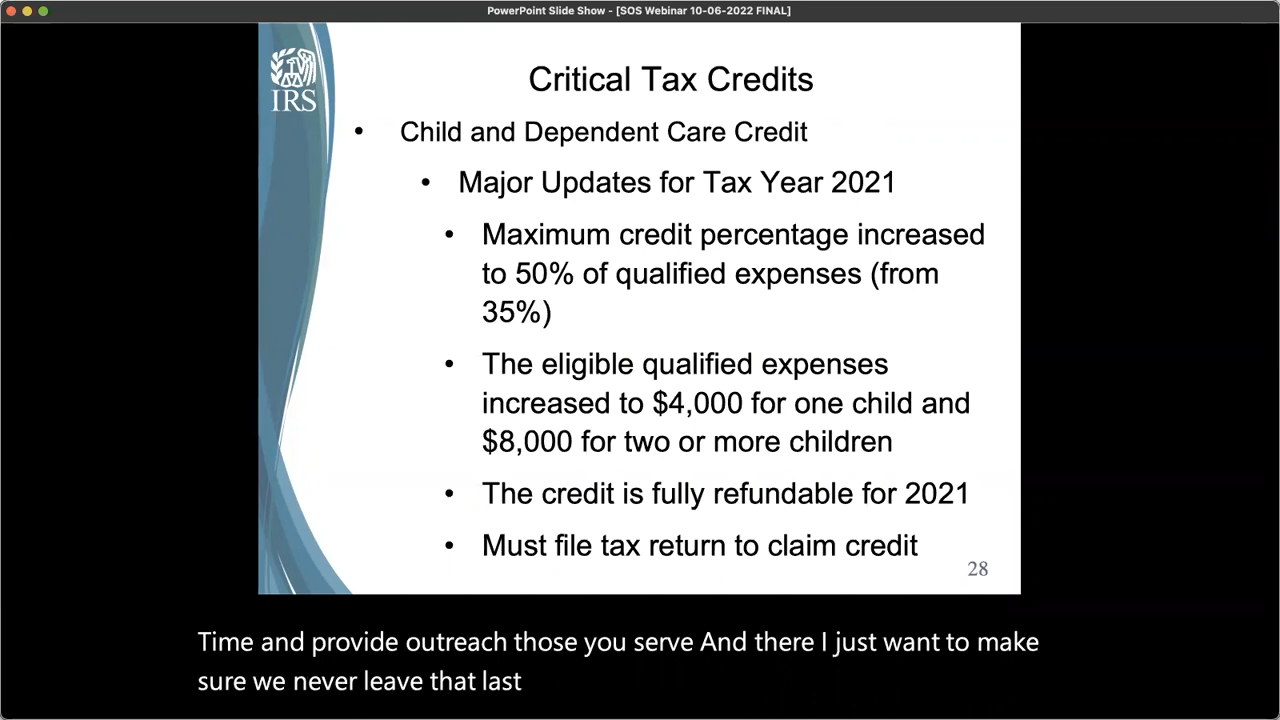 PowerPoint Slide Show - [SOS Webinar 10-06-2022 FINAL]
IRS
Critical Tax Credits
• Child and Dependent Care Credit
• Major Updates for Tax Year 2021
• Maximum credit percentage increased
to 50% of qualified expenses (from
35%)
• The eligible qualified expenses
increased to $4,000 for one child and
$8,000 for two or more children
• The credit is fully refundable for 2021
• Must file tax return to claim credit
28
Time and provide outreach those you serve And there I just want to make
sure we never leave that last